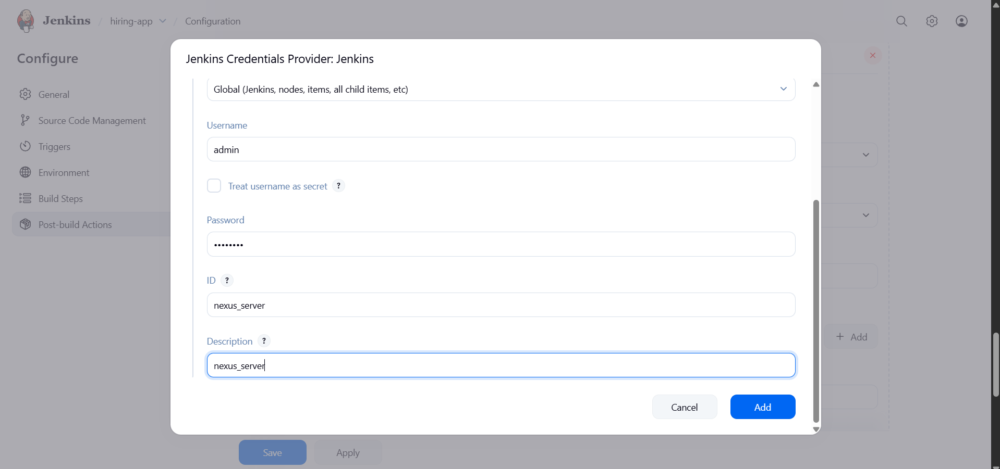 Jenkins / hiring-app / Configuration
Configure
General
Source Code Management
Triggers
Environment
Build Steps
Post-build Actions
Jenkins Credentials Provider: Jenkins
Global (Jenkins, nodes, items, all child items, etc)
Username
admin
Treat username as secret ?
Password
••••••••
ID ?
nexus_server
Description ?
nexus_server
Cancel
Add
+ Add
Save
Apply